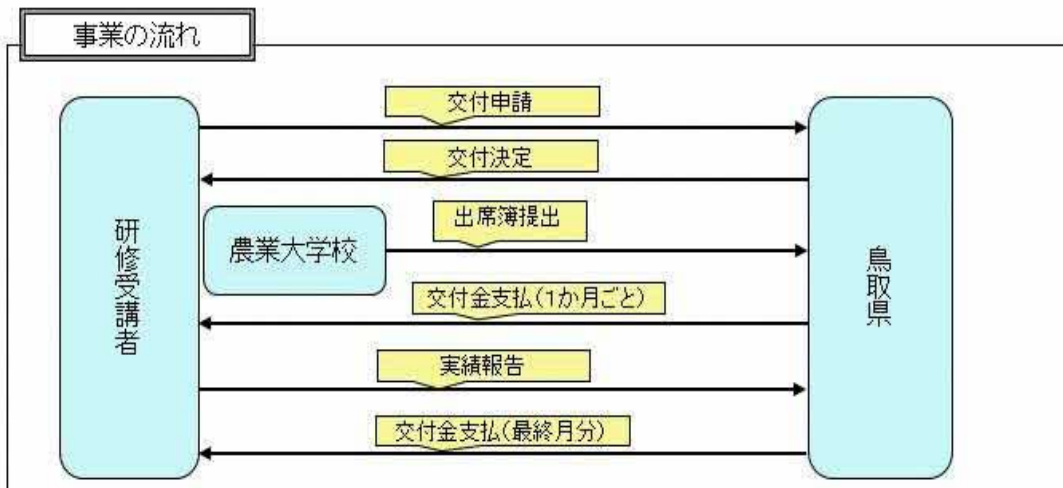 事業の流れ
交付申請
交付決定
出席簿提出
農業大学校
研修受講者
鳥取県
交付金支払(1か月ごと)
実績報告
交付金支払(最終月分)